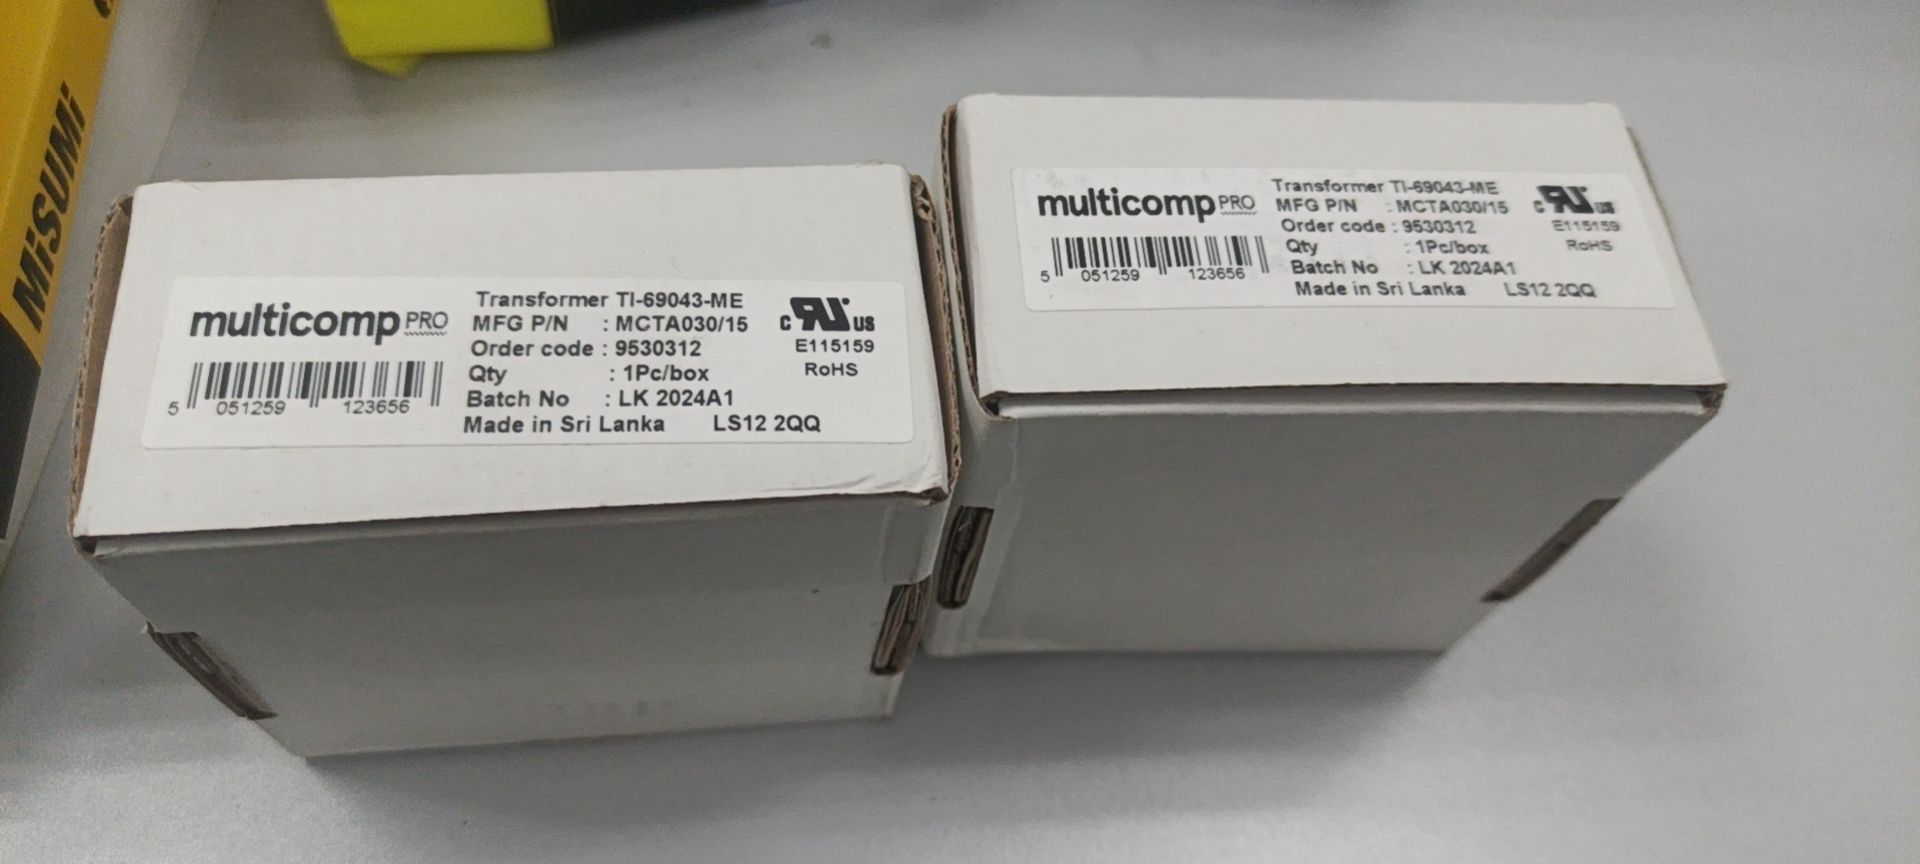 MiSUMi
multicomp PRO
Transformer TI-69043-ME
MFG P/N : MCTA030/15
Order code : 9530312
Qty : 1Pc/box
Batch No : LK 2024A1
Made in Sri Lanka LS12 2QQ
c RU US
E115159
RoHS
5 051259 123656
multicomp PRO
Transformer TI-69043-ME
MFG P/N : MCTA030/15
Order code : 9530312
Qty : 1Pc/box
Batch No : LK 2024A1
Made in Sri Lanka LS12 2QQ
c RU US
E115159
RoHS
5 051259 123656